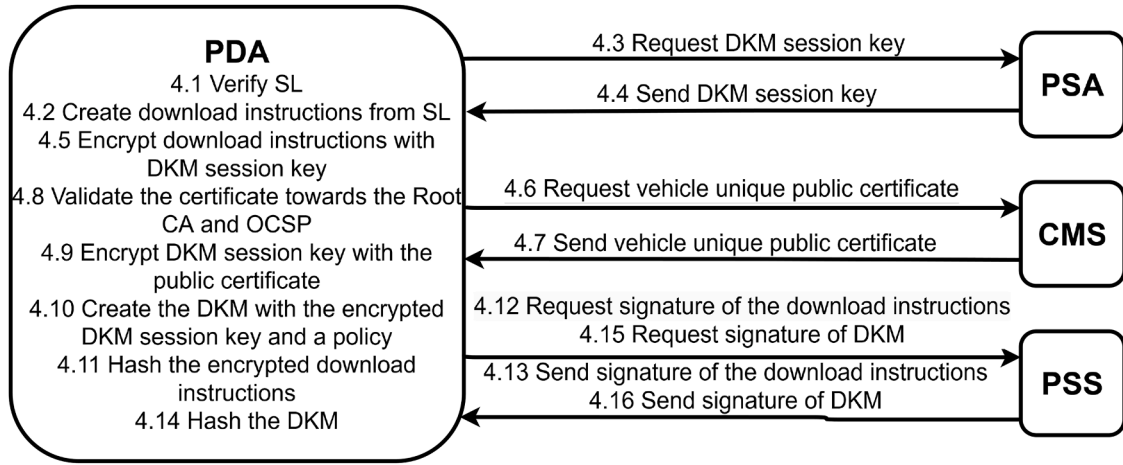 PDA
4.1 Verify SL
4.2 Create download instructions from SL
4.5 Encrypt download instructions with
DKM session key
4.8 Validate the certificate towards the Root
CA and OCSP
4.9 Encrypt DKM session key with the
public certificate
4.10 Create the DKM with the encrypted
DKM session key and a policy
4.11 Hash the encrypted download
instructions
4.14 Hash the DKM
4.3 Request DKM session key
4.4 Send DKM session key
PSA
4.6 Request vehicle unique public certificate
4.7 Send vehicle unique public certificate
CMS
4.12 Request signature of the download instructions
4.15 Request signature of DKM
4.13 Send signature of the download instructions
4.16 Send signature of DKM
PSS